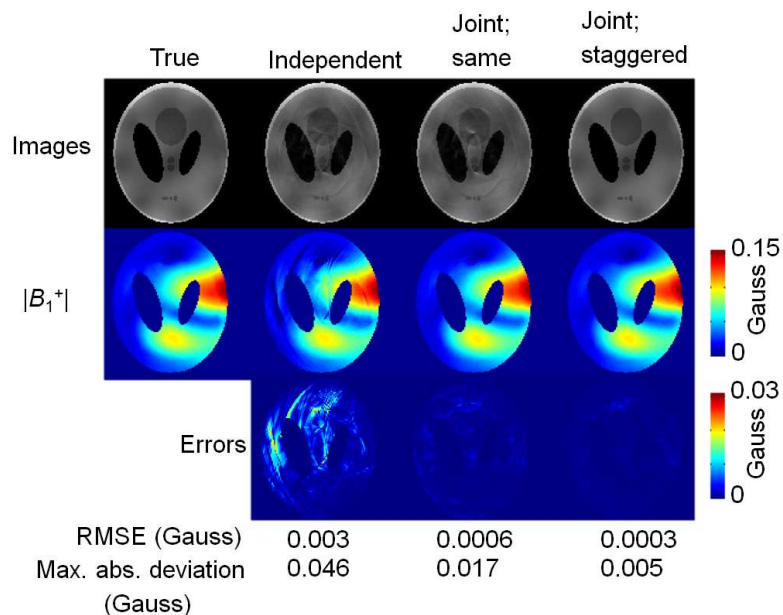 True
Independent
Joint;
same
Joint;
staggered
Images
|B₁⁺|
0.15
Gauss
0
Errors
0.03
Gauss
0
RMSE (Gauss) 0.003 0.0006 0.0003
Max. abs. deviation 0.046 0.017 0.005
(Gauss)